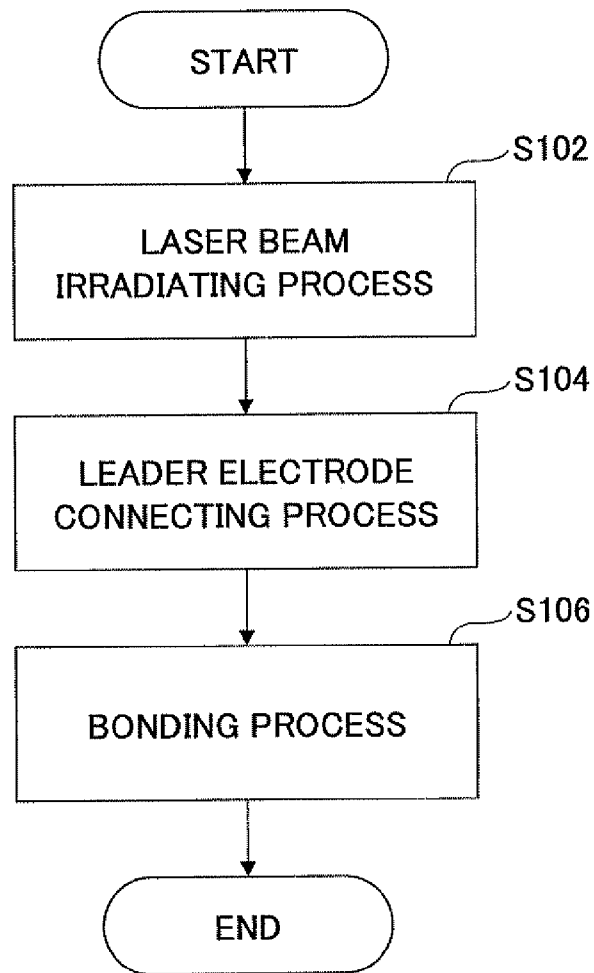 START
S102
LASER BEAM
IRRADIATING PROCESS
S104
LEADER ELECTRODE
CONNECTING PROCESS
S106
BONDING PROCESS
END